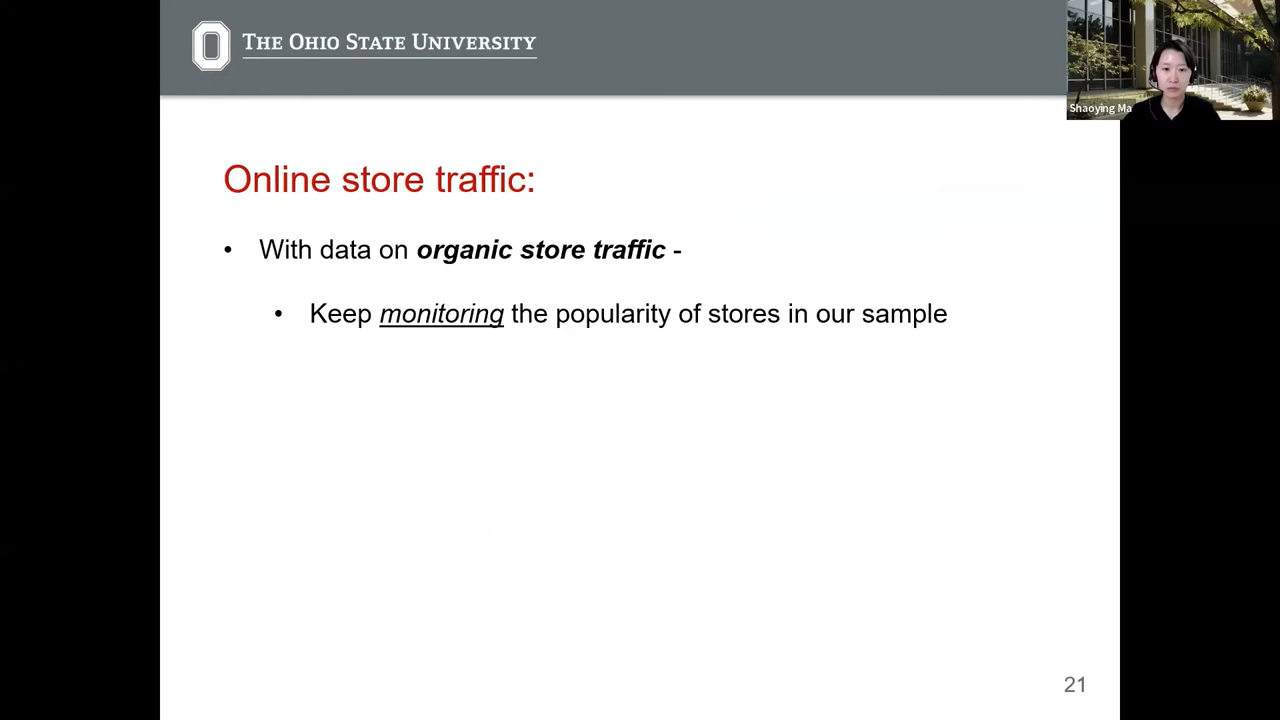 THE OHIO STATE UNIVERSITY
Shaoying Ma
Online store traffic:
• With data on organic store traffic -
• Keep monitoring the popularity of stores in our sample
21